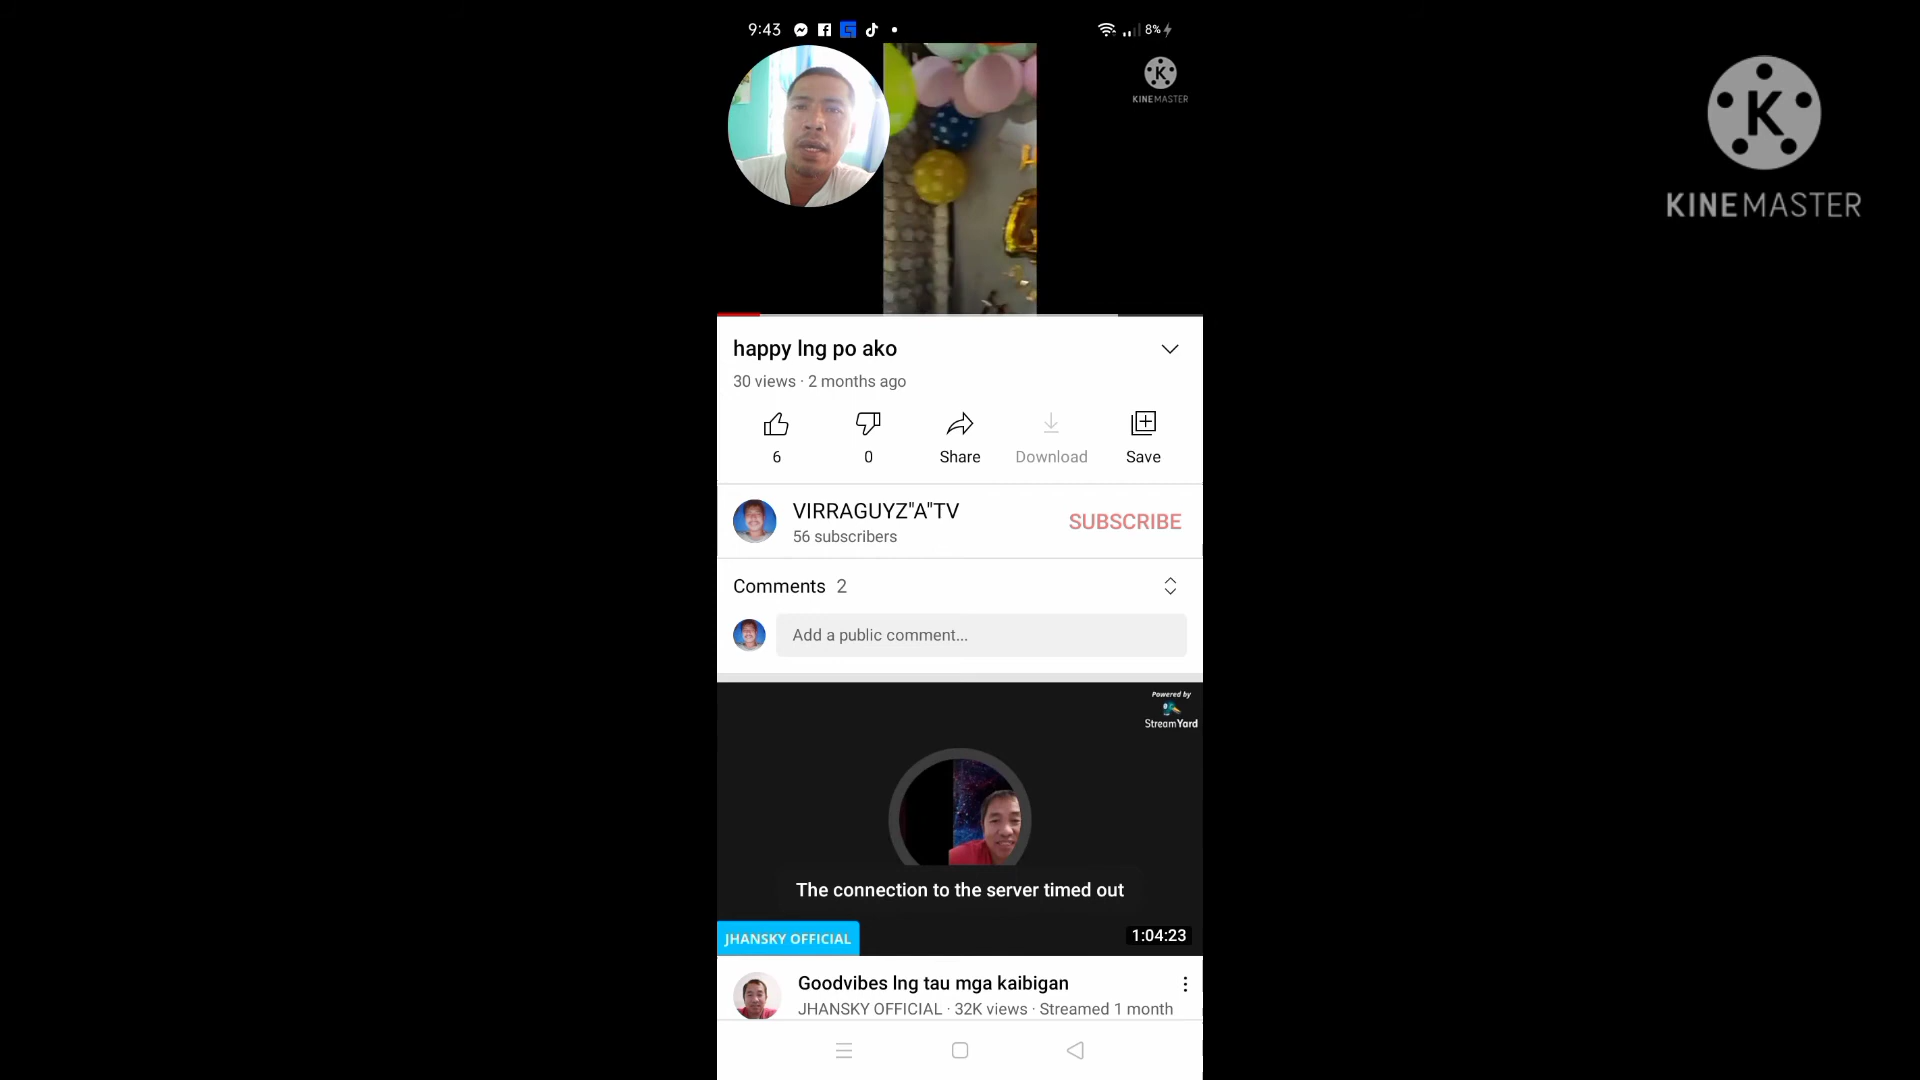 9:43
8%
K
KINEMASTER
K
KINEMASTER
happy lng po ako
30 views · 2 months ago
6
0
Share
Download
Save
VIRRAGUYZ"A"TV
56 subscribers
SUBSCRIBE
Comments 2
Add a public comment...
Powered by
StreamYard
The connection to the server timed out
JHANSKY OFFICIAL
1:04:23
Goodvibes lng tau mga kaibigan
JHANSKY OFFICIAL · 32K views · Streamed 1 month